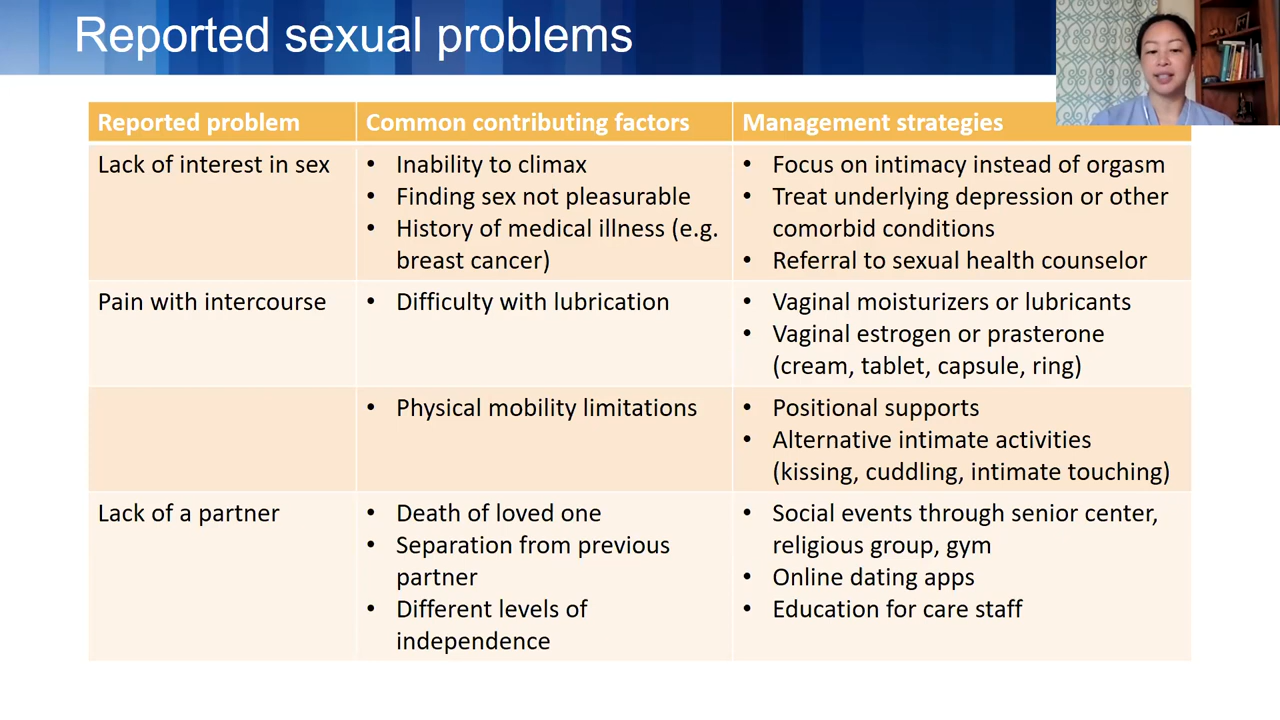 Reported sexual problems
Reported problem
Common contributing factors
Management strategies
Lack of interest in sex
• Inability to climax
• Finding sex not pleasurable
• History of medical illness (e.g.
breast cancer)
• Focus on intimacy instead of orgasm
• Treat underlying depression or other
comorbid conditions
• Referral to sexual health counselor
Pain with intercourse
• Difficulty with lubrication
• Vaginal moisturizers or lubricants
• Vaginal estrogen or prasterone
(cream, tablet, capsule, ring)
• Physical mobility limitations
• Positional supports
• Alternative intimate activities
(kissing, cuddling, intimate touching)
Lack of a partner
• Death of loved one
• Separation from previous
partner
• Different levels of
independence
• Social events through senior center,
religious group, gym
• Online dating apps
• Education for care staff